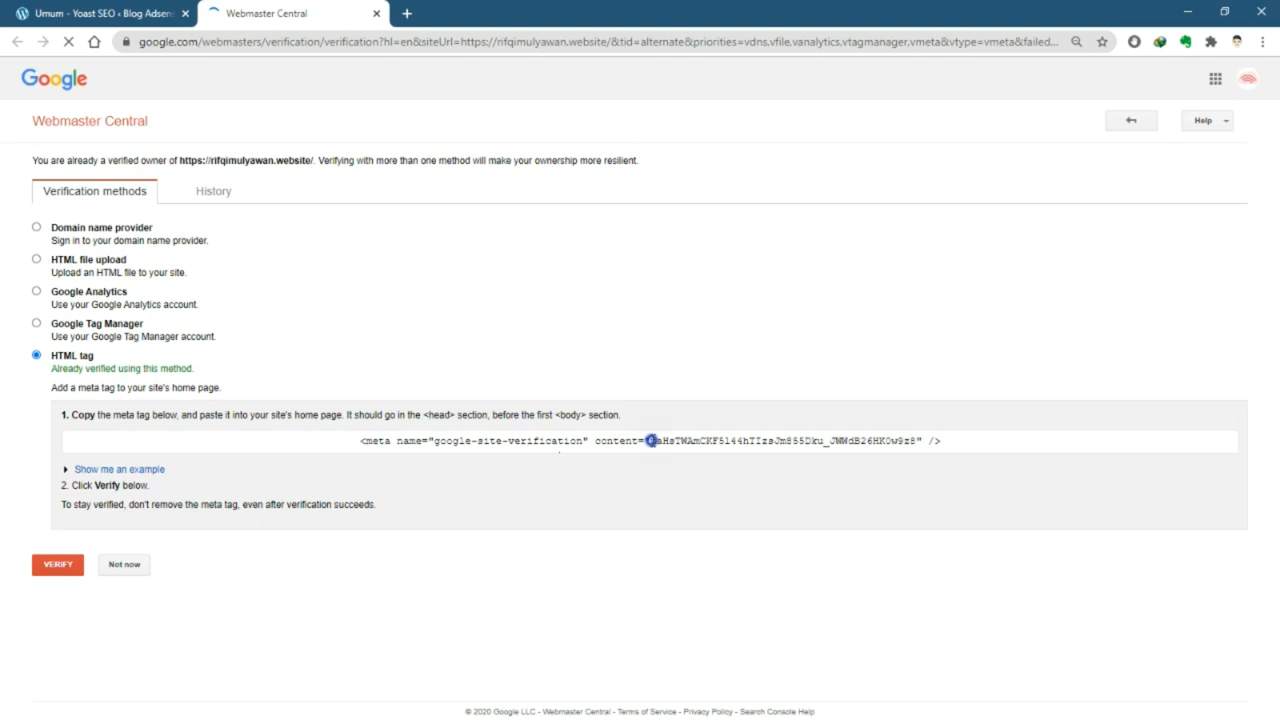 Umum - Yoast SEO ‹ Blog Adsens
Webmaster Central
google.com/webmasters/verification/verification?hl=en&siteUrl=https://rifqimulyawan.website/&tid=alternate&priorities=vdns,vfile,vanalytics,vtagmanager,vmeta&vtype=vmeta&failed...
Google
Webmaster Central
Help
You are already a verified owner of https://rifqimulyawan.website/. Verifying with more than one method will make your ownership more resilient.
Verification methods
History
Domain name provider
Sign in to your domain name provider.
HTML file upload
Upload an HTML file to your site.
Google Analytics
Use your Google Analytics account.
Google Tag Manager
Use your Google Tag Manager account.
HTML tag
Already verified using this method.
Add a meta tag to your site's home page.
1. Copy the meta tag below, and paste it into your site's home page. It should go in the <head> section, before the first <body> section.
<meta name="google-site-verification" content= />
Show me an example
2. Click Verify below.
To stay verified, don't remove the meta tag, even after verification succeeds.
VERIFY
Not now
© 2020 Google LLC - Webmaster Central - Terms of Service - Privacy Policy - Search Console Help